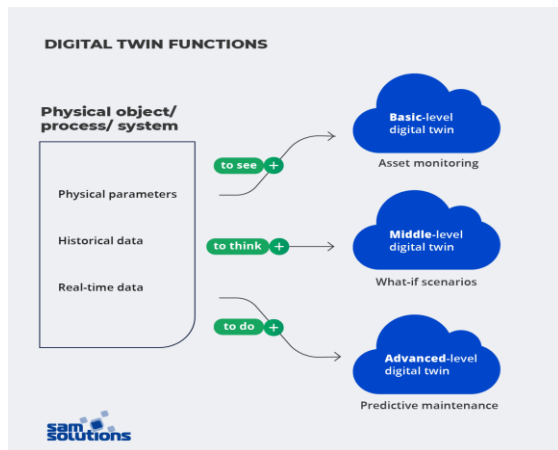 DIGITAL TWIN FUNCTIONS
Physical object/
process/ system
Physical parameters
Historical data
Real-time data
to see +
to think +
to do +
Basic-level
digital twin
Asset monitoring
Middle-level
digital twin
What-if scenarios
Advanced-level
digital twin
Predictive maintenance
sam
solutions